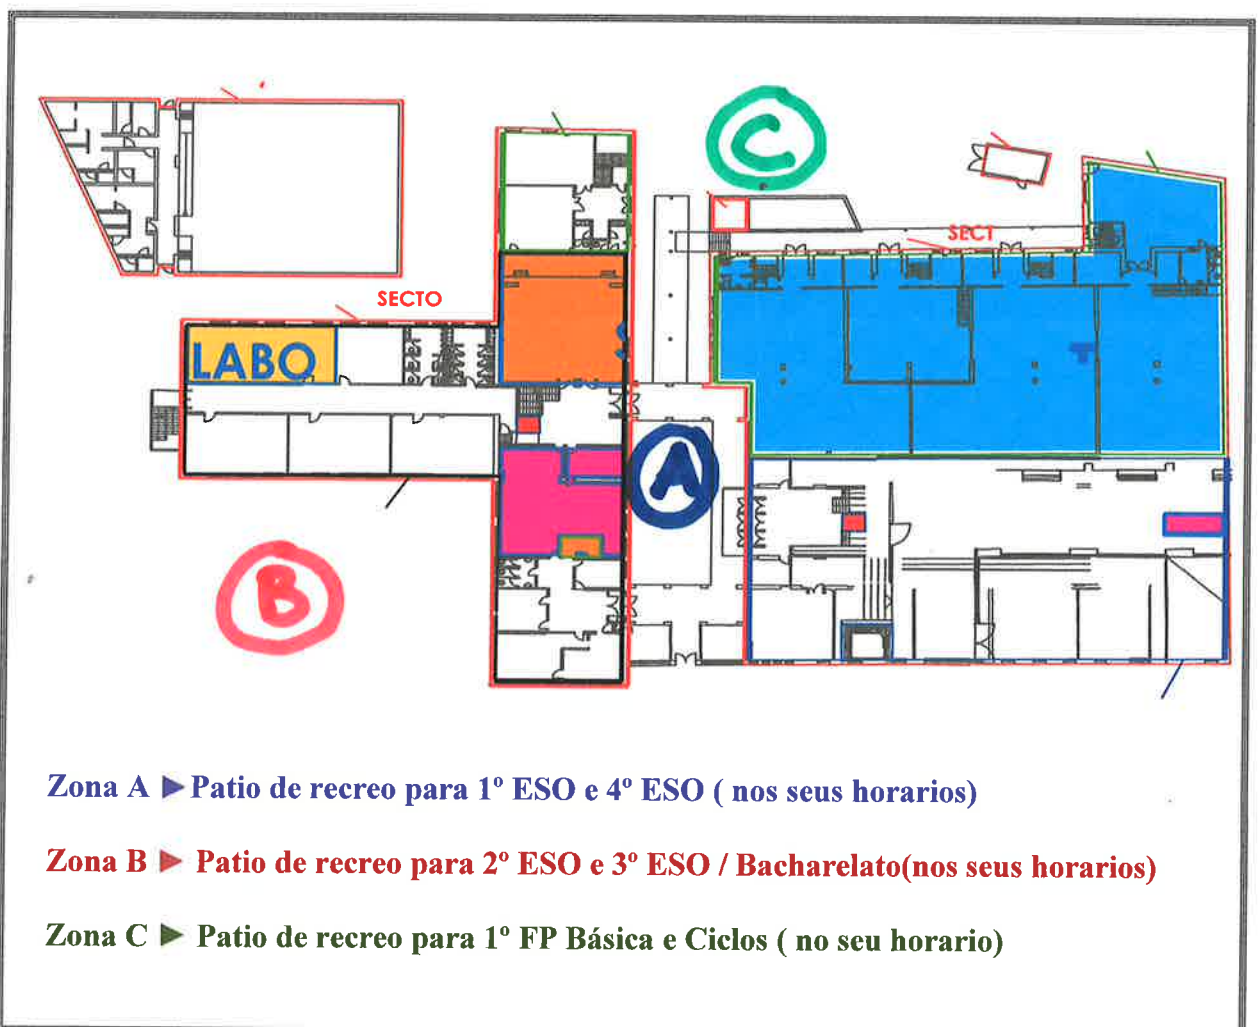 C
SECT
SECTO
LABO
A
B
Zona A ▶ Patio de recreo para 1º ESO e 4º ESO ( nos seus horarios)
Zona B ▶ Patio de recreo para 2º ESO e 3º ESO / Bacharelato(nos seus horarios)
Zona C ▶ Patio de recreo para 1º FP Básica e Ciclos ( no seu horario)